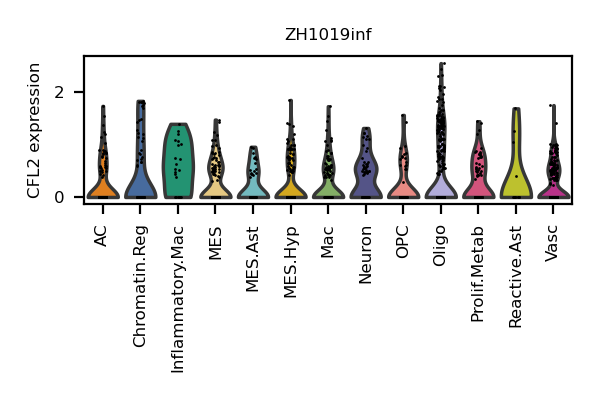 ZH1019inf
CFL2 expression
2
0
AC
Chromatin.Reg
Inflammatory.Mac
MES
MES.Ast
MES.Hyp
Mac
Neuron
OPC
Oligo
Prolif.Metab
Reactive.Ast
Vasc